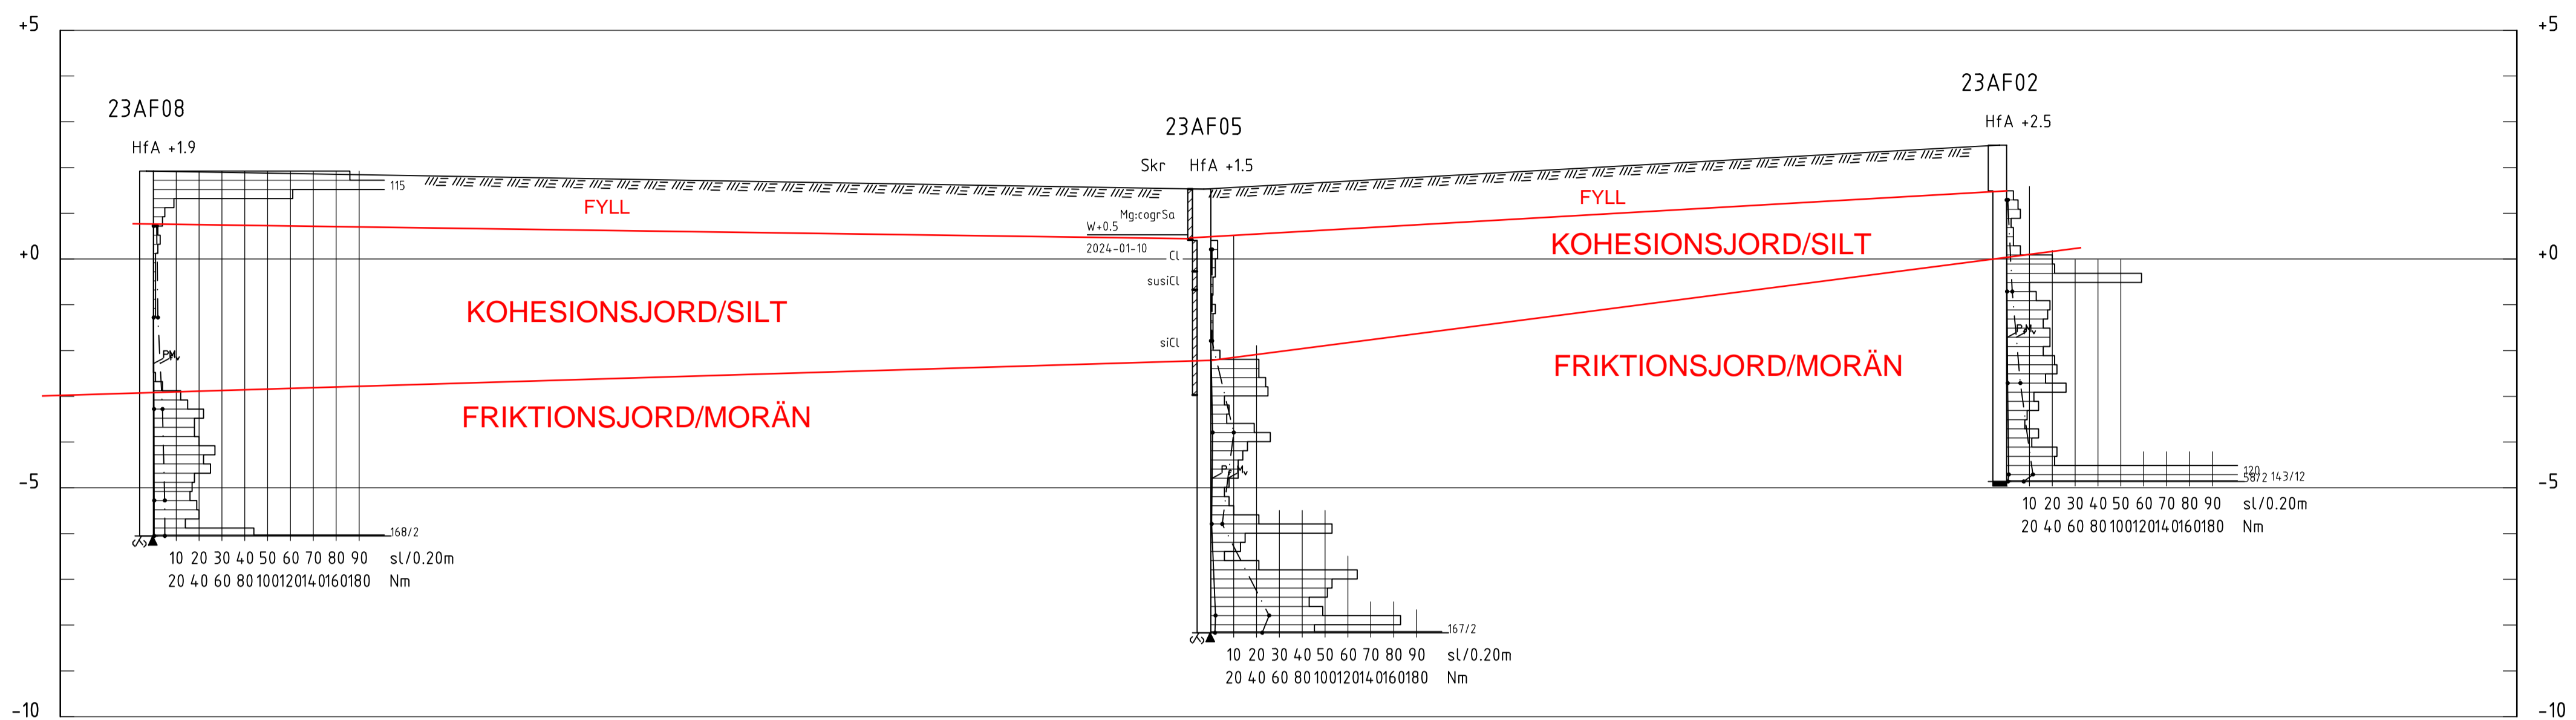 +5
+5
23AF02
23AF08
HfA +2.5
23AF05
HfA +1.9
Skr HfA +1.5
115
FYLL
FYLL
Mg:cogrSa
W+0.5
KOHESIONSJORD/SILT
2024-01-10
Cl
+0
+0
susiCl
KOHESIONSJORD/SILT
siCl
FRIKTIONSJORD/MORÄN
FRIKTIONSJORD/MORÄN
-5
-5
120
58/2 143/12
10 20 30 40 50 60 70 80 90 sl/0.20m
20 40 60 80 100 120 140 160 180 Nm
168/2
10 20 30 40 50 60 70 80 90 sl/0.20m
20 40 60 80 100 120 140 160 180 Nm
167/2
10 20 30 40 50 60 70 80 90 sl/0.20m
20 40 60 80 100 120 140 160 180 Nm
-10
-10